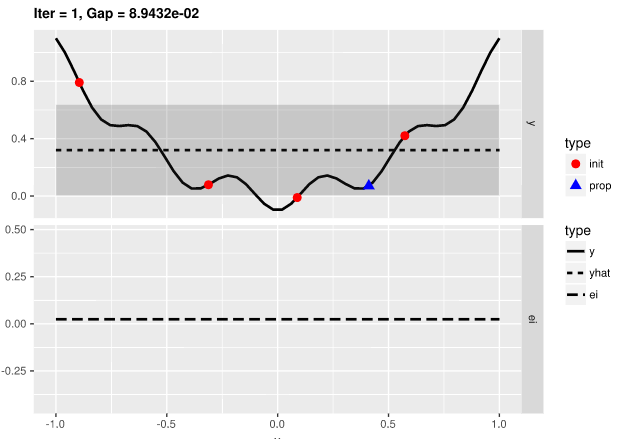 Iter = 1, Gap = 8.9432e-02
0.8
0.4
0.0
y
0.50
0.25
0.00
-0.25
ei
-1.0 -0.5 0.0 0.5 1.0
type
init
prop
type
y
yhat
ei